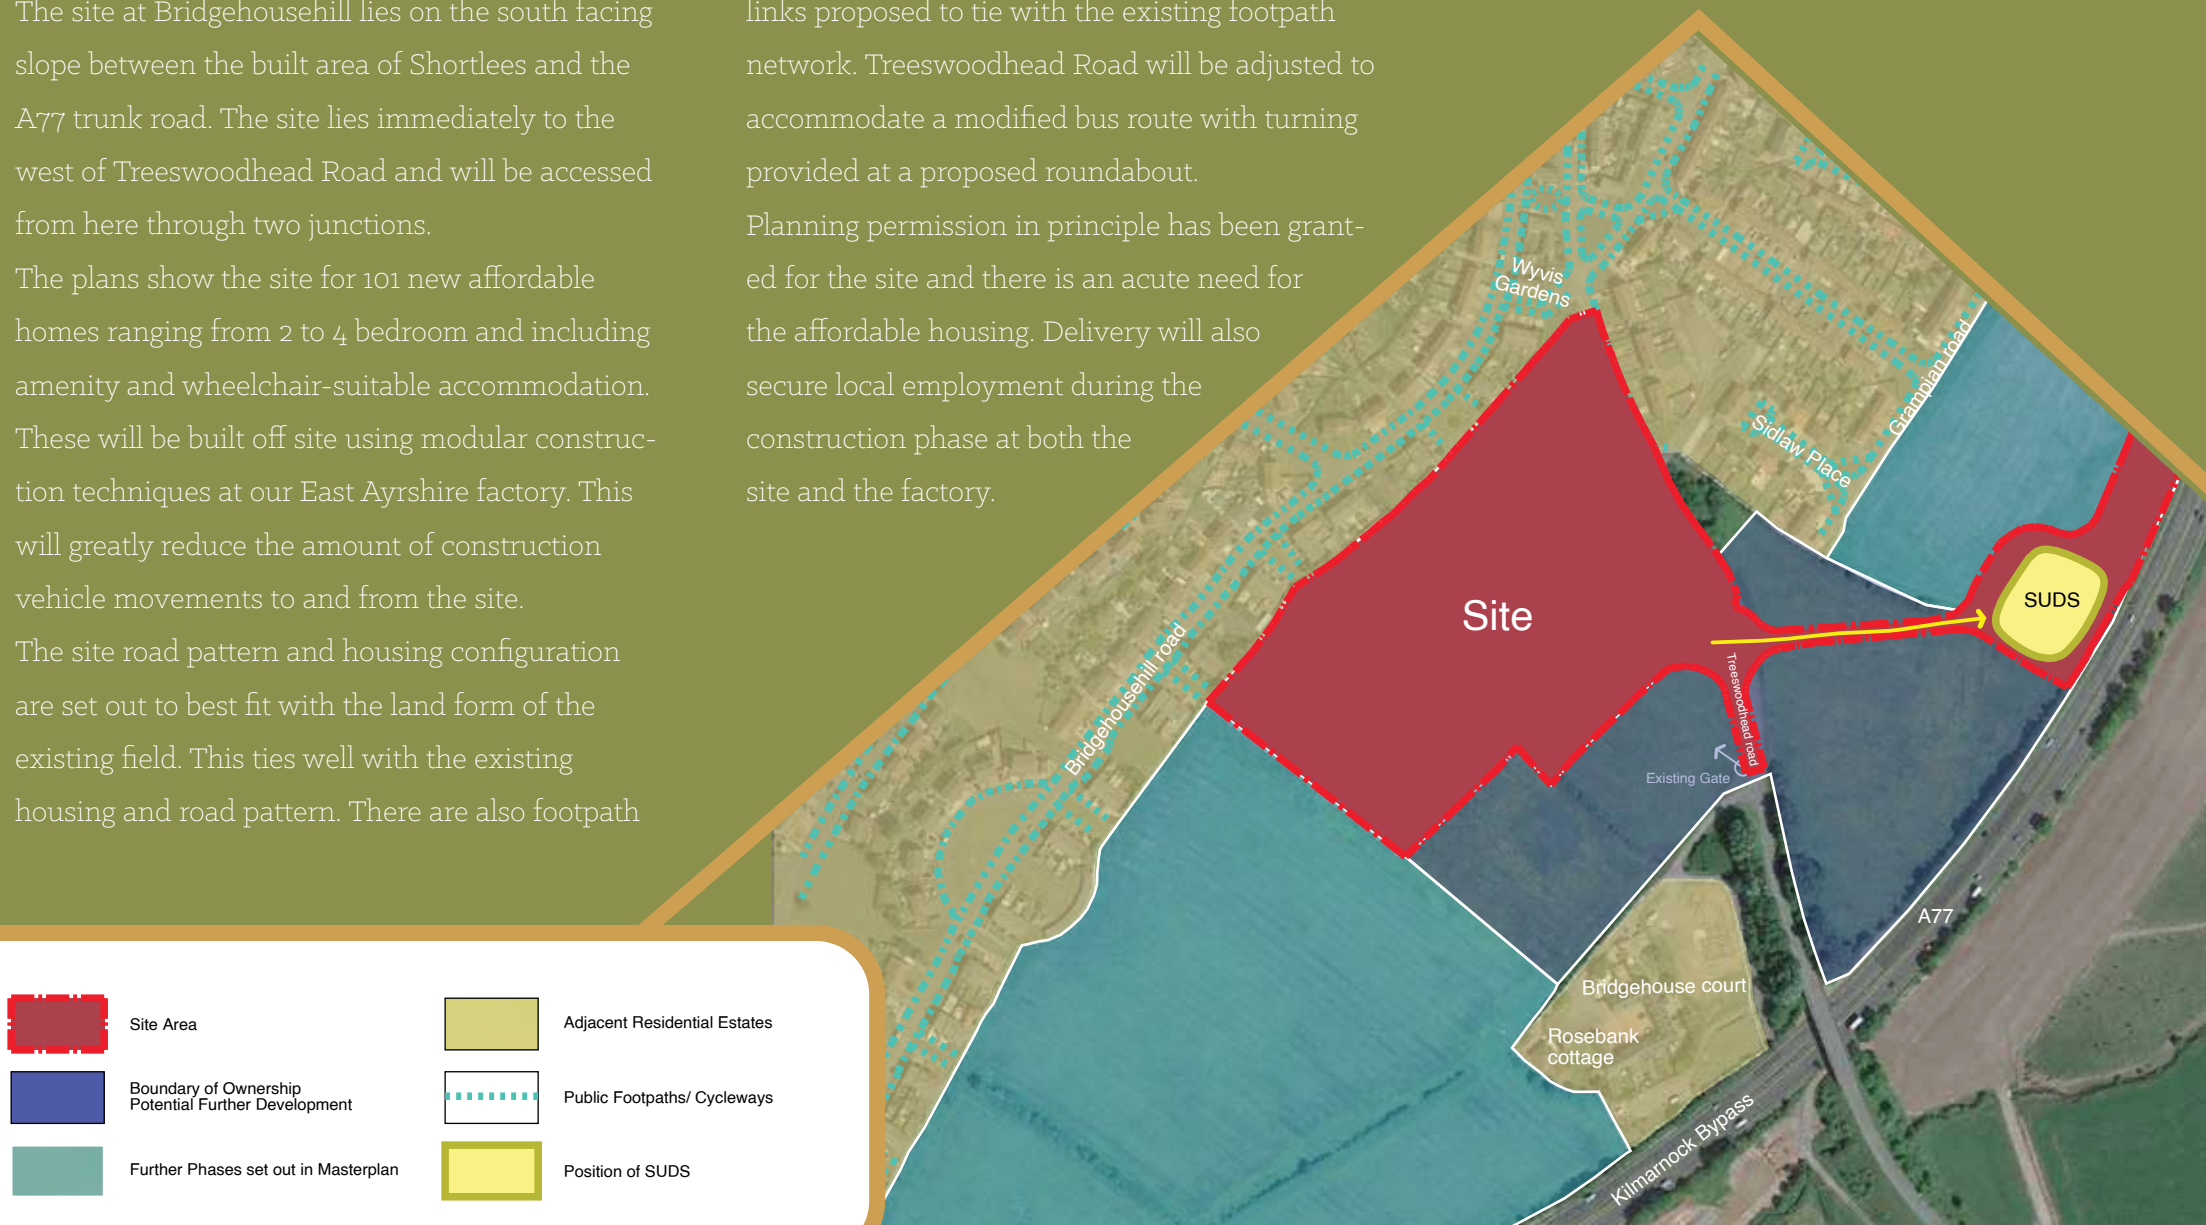 The site at Bridgehousehill lies on the south facing
slope between the built area of Shortlees and the
A77 trunk road. The site lies immediately to the
west of Treeswoodhead Road and will be accessed
from here through two junctions.
The plans show the site for 101 new affordable
homes ranging from 2 to 4 bedroom and including
amenity and wheelchair-suitable accommodation.
These will be built off site using modular construc-
tion techniques at our East Ayrshire factory. This
will greatly reduce the amount of construction
vehicle movements to and from the site.
The site road pattern and housing configuration
are set out to best fit with the land form of the
existing field. This ties well with the existing
housing and road pattern. There are also footpath
links proposed to tie with the existing footpath
network. Treeswoodhead Road will be adjusted to
accommodate a modified bus route with turning
provided at a proposed roundabout.
Planning permission in principle has been grant-
ed for the site and there is an acute need for
the affordable housing. Delivery will also
secure local employment during the
construction phase at both the
site and the factory.
Wyvis
Gardens
Grampian road
Sidlaw Place
Site
SUDS
Bridgehousehill road
Treeswoodhead road
Existing Gate
A77
Bridgehouse court
Rosebank
cottage
Kilmarnock Bypass
Site Area
Boundary of Ownership
Potential Further Development
Further Phases set out in Masterplan
Adjacent Residential Estates
Public Footpaths/ Cycleways
Position of SUDS